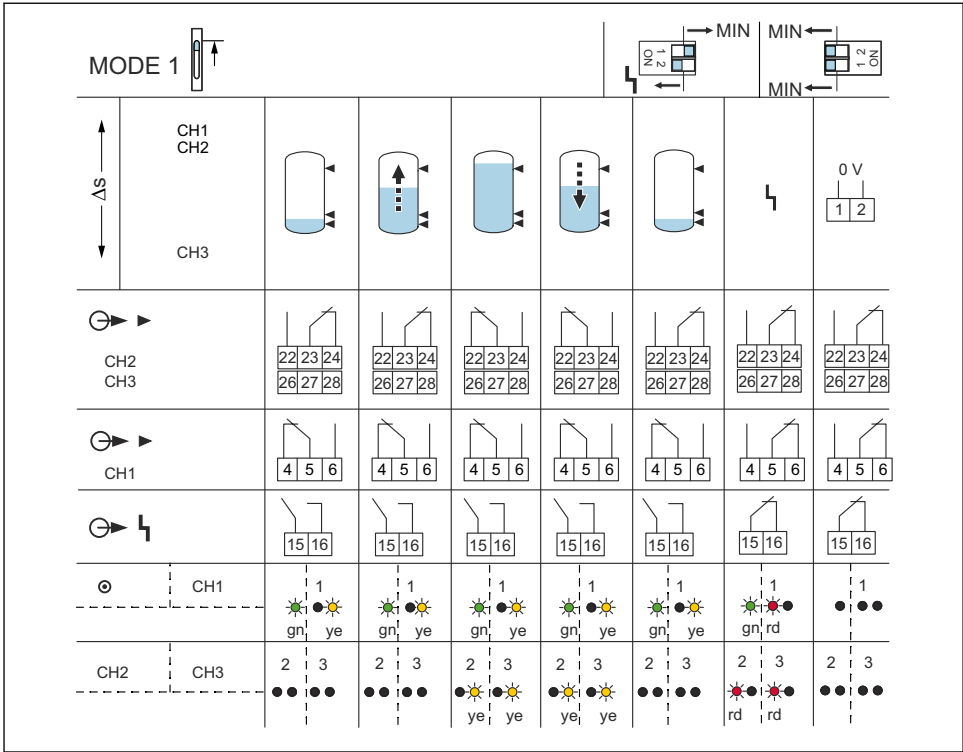 MODE 1
MIN
MIN
1 2
ON
1 2
ON
MIN
Δs
CH1
CH2
CH3
0 V
1 2
CH2
CH3
22 23 24 22 23 24 22 23 24 22 23 24 22 23 24 22 23 24 22 23 24
26 27 28 26 27 28 26 27 28 26 27 28 26 27 28 26 27 28 26 27 28
CH1
4 5 6 4 5 6 4 5 6 4 5 6 4 5 6 4 5 6 4 5 6
15 16 15 16 15 16 15 16 15 16 15 16 15 16
CH1 1 1 1 1 1 1 1
gn ye gn ye gn ye gn ye gn ye gn rd
CH2 CH3 2 3 2 3 2 3 2 3 2 3 2 3 2 3
ye ye ye ye rd rd